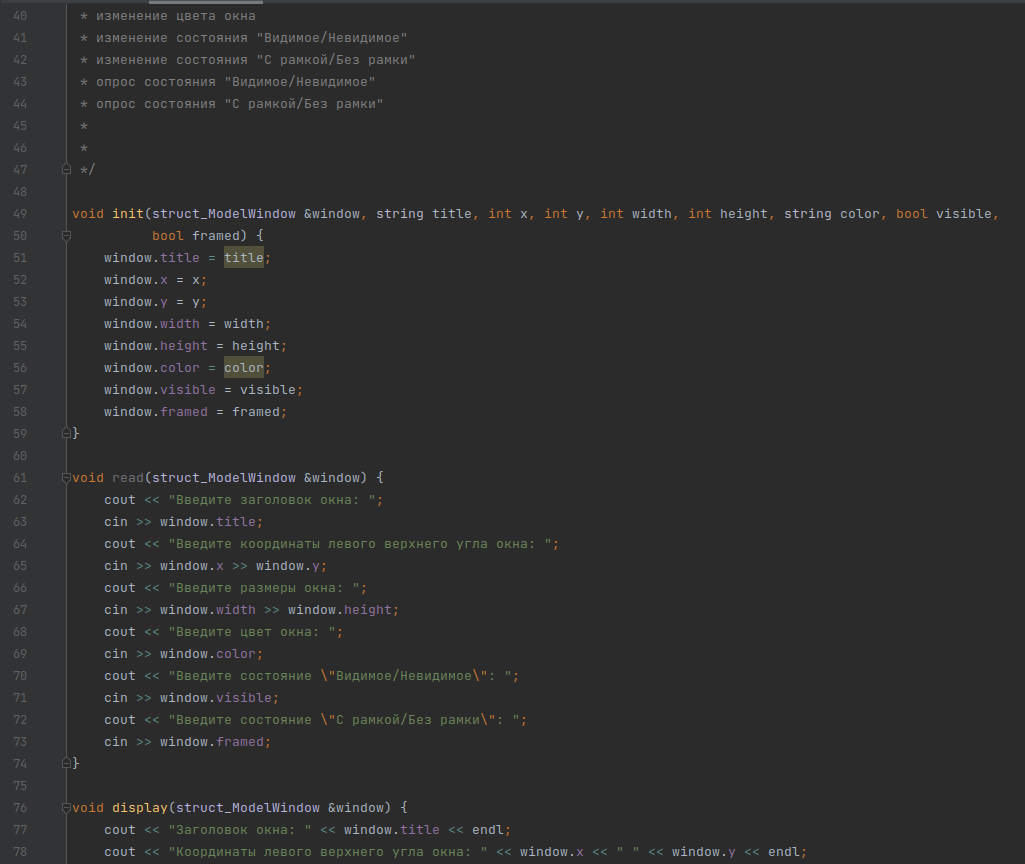 40  * изменение цвета окна
41  * изменение состояния "Видимое/Невидимое"
42  * изменение состояния "С рамкой/Без рамки"
43  * опрос состояния "Видимое/Невидимое"
44  * опрос состояния "С рамкой/Без рамки"
45  *
46  *
47  */
48
49 void init(struct_ModelWindow &window, string title, int x, int y, int width, int height, string color, bool visible,
50           bool framed) {
51     window.title = title;
52     window.x = x;
53     window.y = y;
54     window.width = width;
55     window.height = height;
56     window.color = color;
57     window.visible = visible;
58     window.framed = framed;
59 }
60
61 void read(struct_ModelWindow &window) {
62     cout << "Введите заголовок окна: ";
63     cin >> window.title;
64     cout << "Введите координаты левого верхнего угла окна: ";
65     cin >> window.x >> window.y;
66     cout << "Введите размеры окна: ";
67     cin >> window.width >> window.height;
68     cout << "Введите цвет окна: ";
69     cin >> window.color;
70     cout << "Введите состояние \"Видимое/Невидимое\": ";
71     cin >> window.visible;
72     cout << "Введите состояние \"С рамкой/Без рамки\": ";
73     cin >> window.framed;
74 }
75
76 void display(struct_ModelWindow &window) {
77     cout << "Заголовок окна: " << window.title << endl;
78     cout << "Координаты левого верхнего угла окна: " << window.x << " " << window.y << endl;